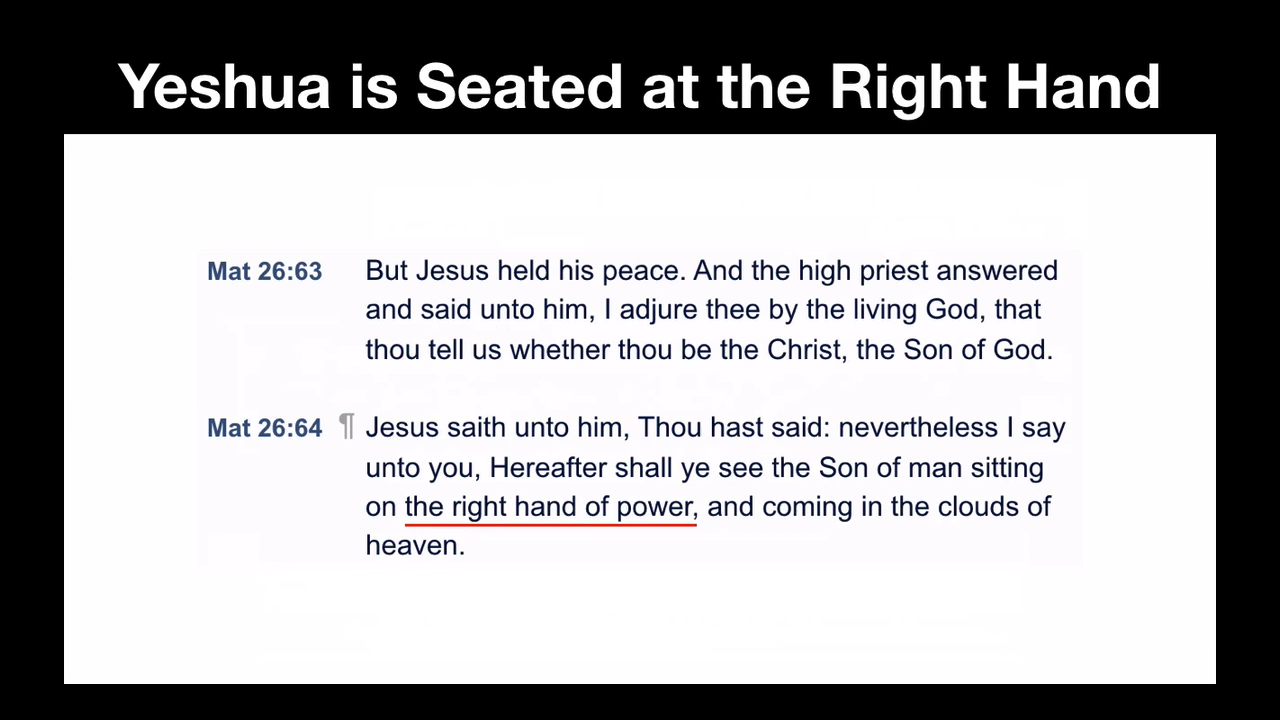 Yeshua is Seated at the Right Hand
Mat 26:63 But Jesus held his peace. And the high priest answered
and said unto him, I adjure thee by the living God, that
thou tell us whether thou be the Christ, the Son of God.
Mat 26:64 ¶ Jesus saith unto him, Thou hast said: nevertheless I say
unto you, Hereafter shall ye see the Son of man sitting
on the right hand of power, and coming in the clouds of
heaven.